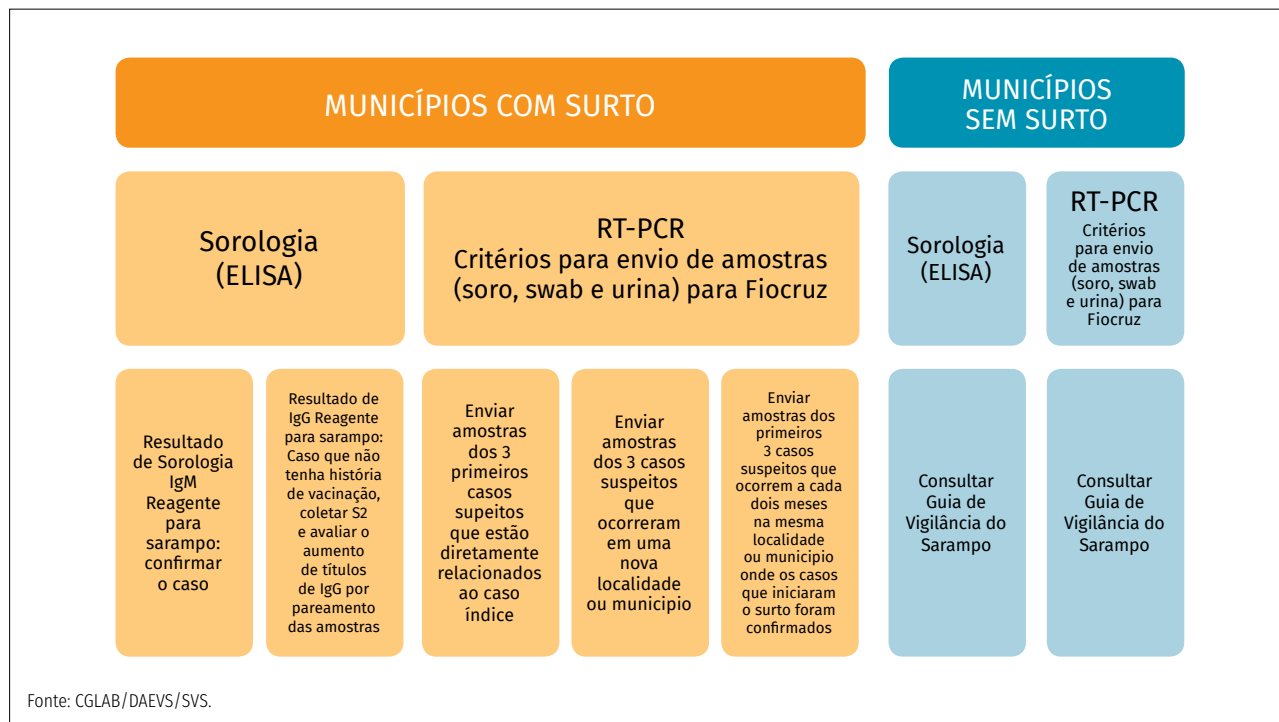 MUNICÍPIOS COM SURTO
MUNICÍPIOS
SEM SURTO
Sorologia
(ELISA)
RT-PCR
Critérios para envio de amostras
(soro, swab e urina) para Fiocruz
Sorologia
(ELISA)
RT-PCR
Critérios
para envio
de amostras
(soro, swab
e urina) para
Fiocruz
Resultado
de Sorologia
IgM
Reagente
para
sarampo:
confirmar
o caso
Resultado de
IgG Reagente
para sarampo:
Caso que não
tenha história
de vacinação,
coletar S2
e avaliar o
aumento
de títulos
de IgG por
pareamento
das amostras
Enviar
amostras
dos 3
primeiros
casos
supeitos
que estão
diretamente
relacionados
ao caso
índice
Enviar
amostras
dos 3 casos
suspeitos
que
ocorreram
em uma
nova
localidade
ou municipio
Enviar
amostras dos
primeiros
3 casos
suspeitos que
ocorrem a cada
dois meses
na mesma
localidade
ou municipio
onde os casos
que iniciaram
o surto foram
confirmados
Consultar
Guia de
Vigilância do
Sarampo
Consultar
Guia de
Vigilância do
Sarampo
Fonte: CGLAB/DAEVS/SVS.